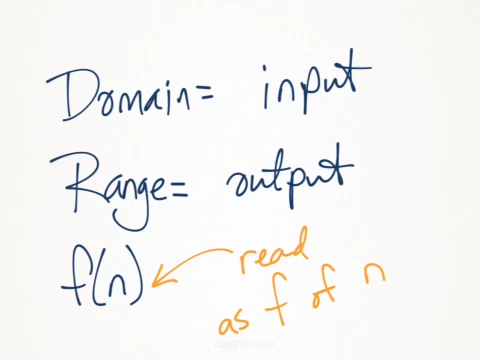 Domain= input
Range= output
f(n)
read
as f of n